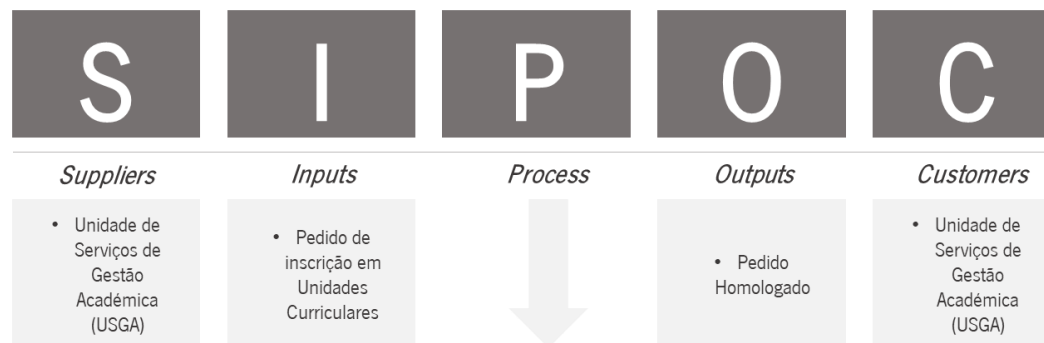 S I P O C
Suppliers Inputs Process Outputs Customers
• Unidade de
Serviços de
Gestão
Académica
(USGA)
• Pedido de
inscrição em
Unidades
Curriculares
• Pedido
Homologado
• Unidade de
Serviços de
Gestão
Académica
(USGA)